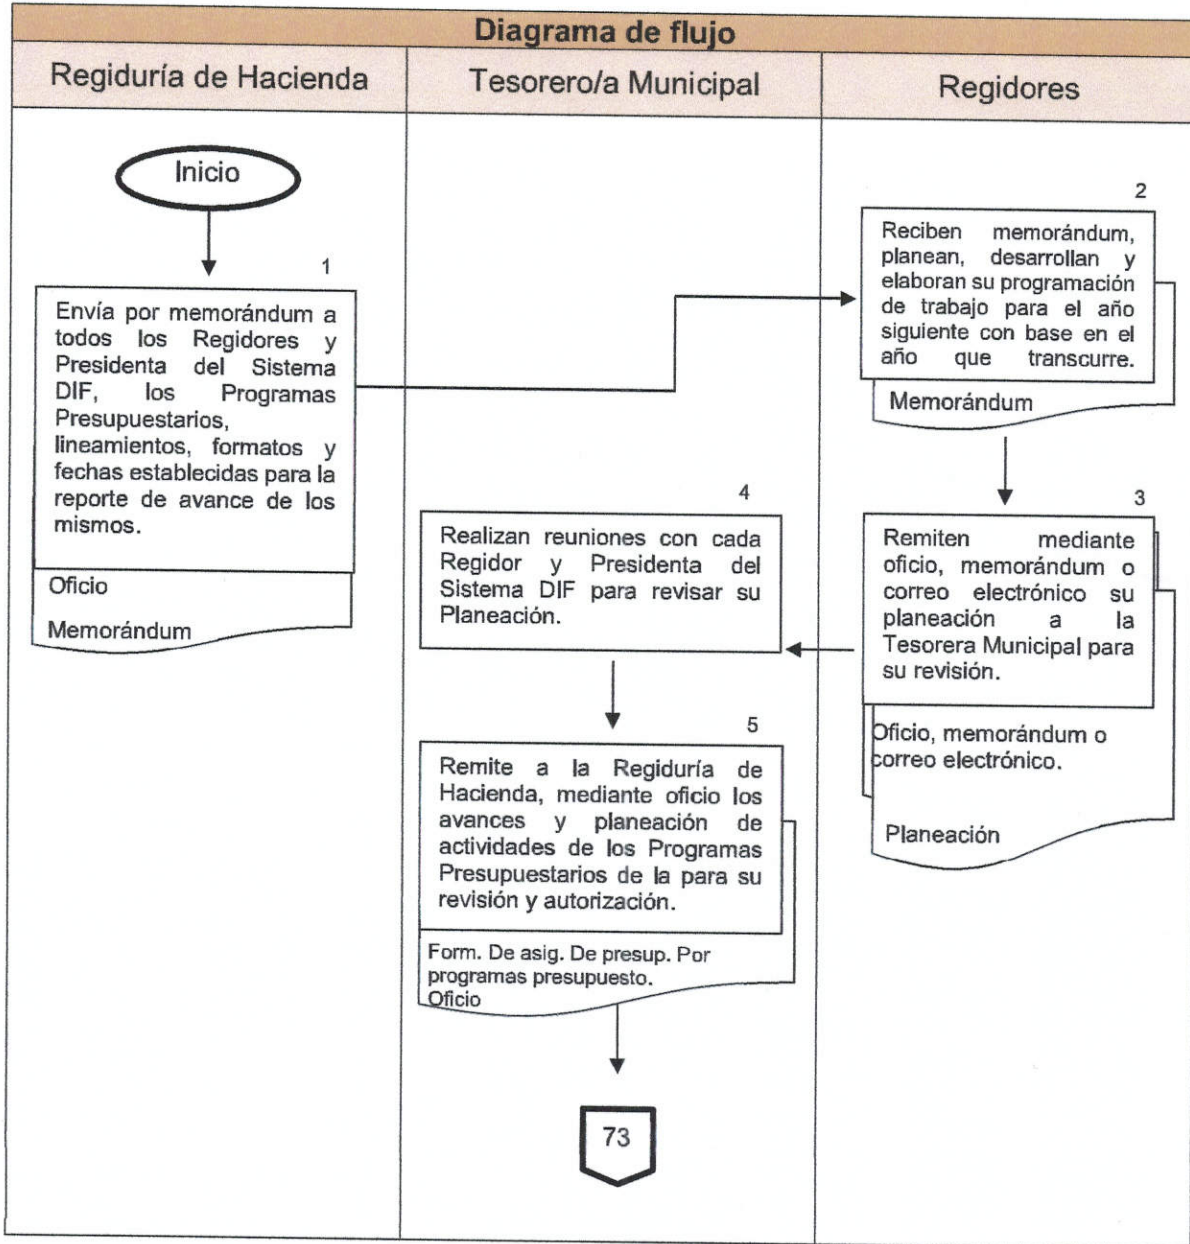 Diagrama de flujo
Regiduría de Hacienda
Tesorero/a Municipal
Regidores
Inicio
1
Envía por memorándum a
todos los Regidores y
Presidenta del Sistema
DIF, los Programas
Presupuestarios,
lineamientos, formatos y
fechas establecidas para la
reporte de avance de los
mismos.
Oficio
Memorándum
2
Reciben memorándum,
planean, desarrollan y
elaboran su programación
de trabajo para el año
siguiente con base en el
año que transcurre.
Memorándum
3
Remiten mediante
oficio, memorándum o
correo electrónico su
planeación a la
Tesorera Municipal para
su revisión.
Oficio, memorándum o
correo electrónico.
Planeación
4
Realizan reuniones con cada
Regidor y Presidenta del
Sistema DIF para revisar su
Planeación.
5
Remite a la Regiduría de
Hacienda, mediante oficio los
avances y planeación de
actividades de los Programas
Presupuestarios de la para su
revisión y autorización.
Form. De asig. De presup. Por
programas presupuesto.
Oficio
73